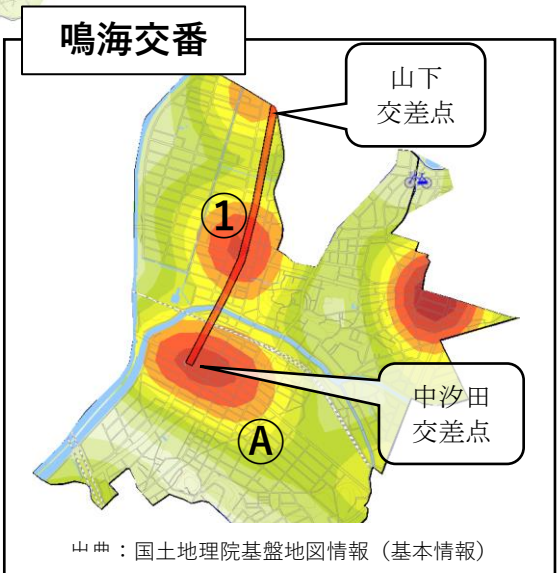 鳴海交番
山下
交差点
①
中汐田
交差点
Ⓐ
出典：国土地理院基盤地図情報（基本情報）